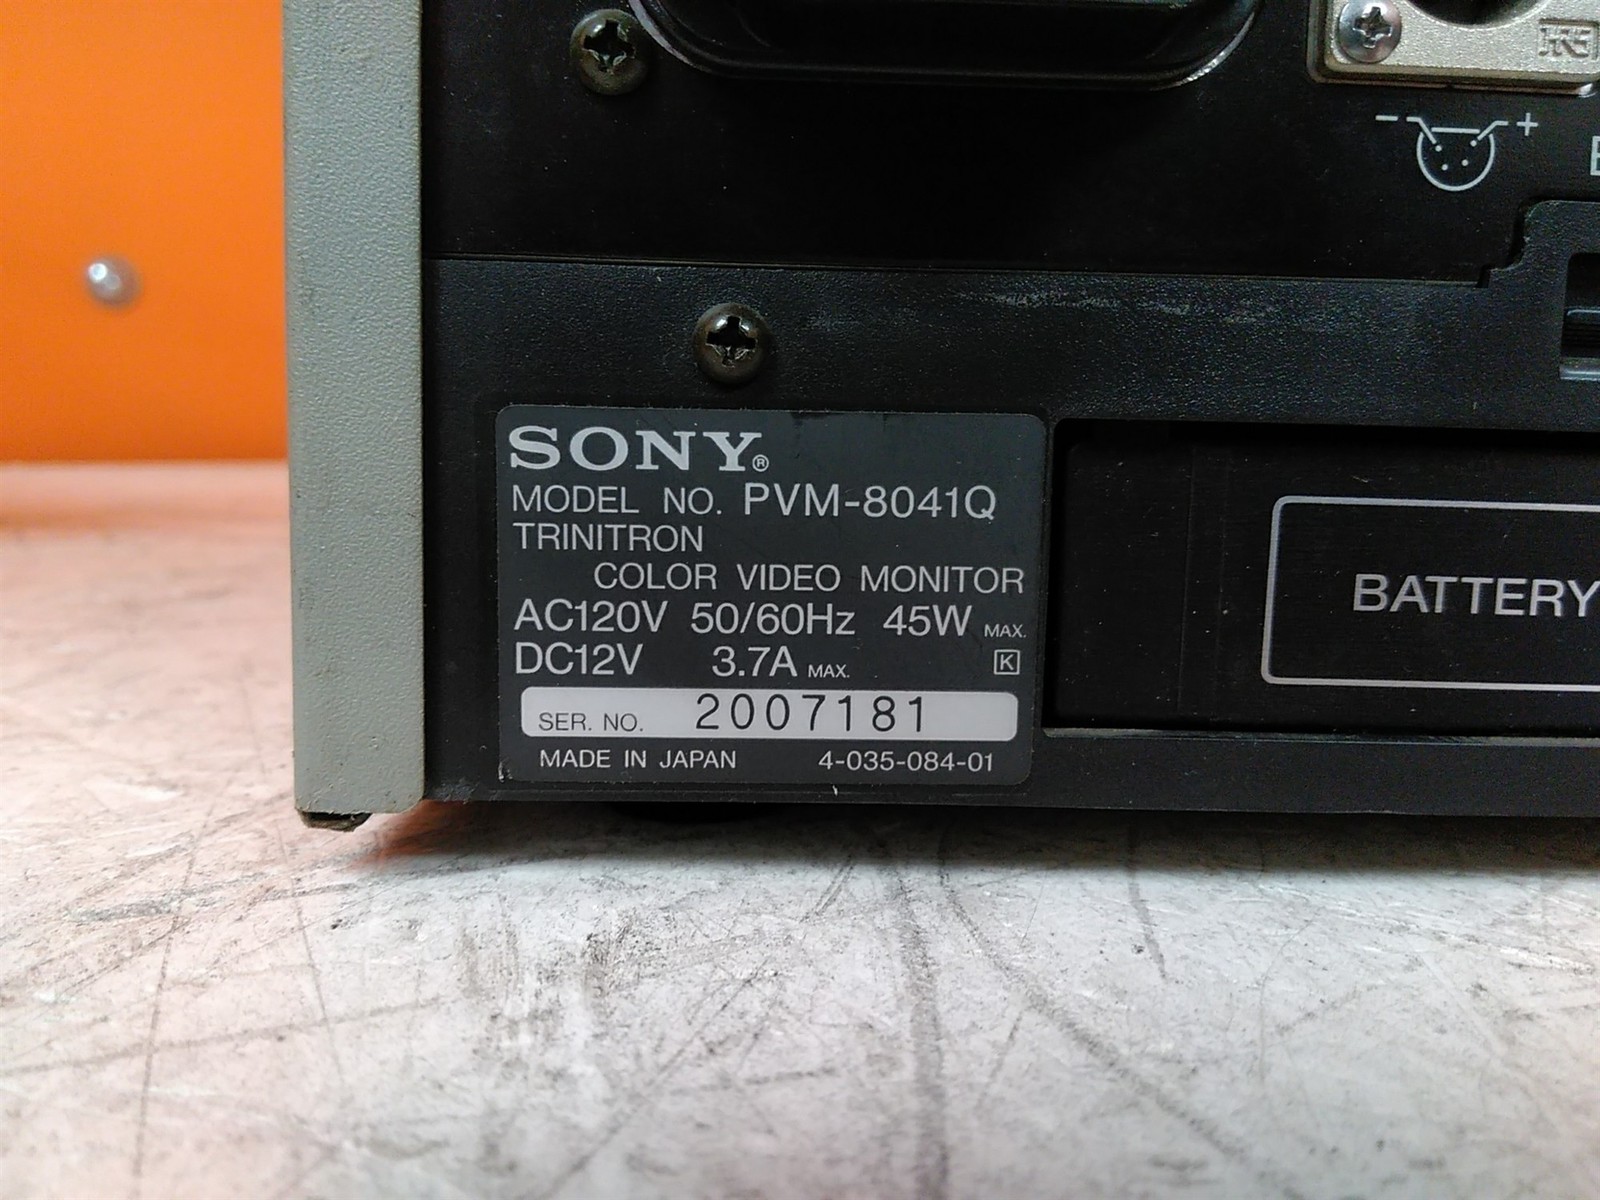 HRS
- +
SONY®
MODEL NO. PVM-8041Q
TRINITRON
COLOR VIDEO MONITOR
AC120V 50/60Hz 45W MAX.
DC12V 3.7A MAX.
K
SER. NO. 2007181
MADE IN JAPAN 4-035-084-01
BATTERY